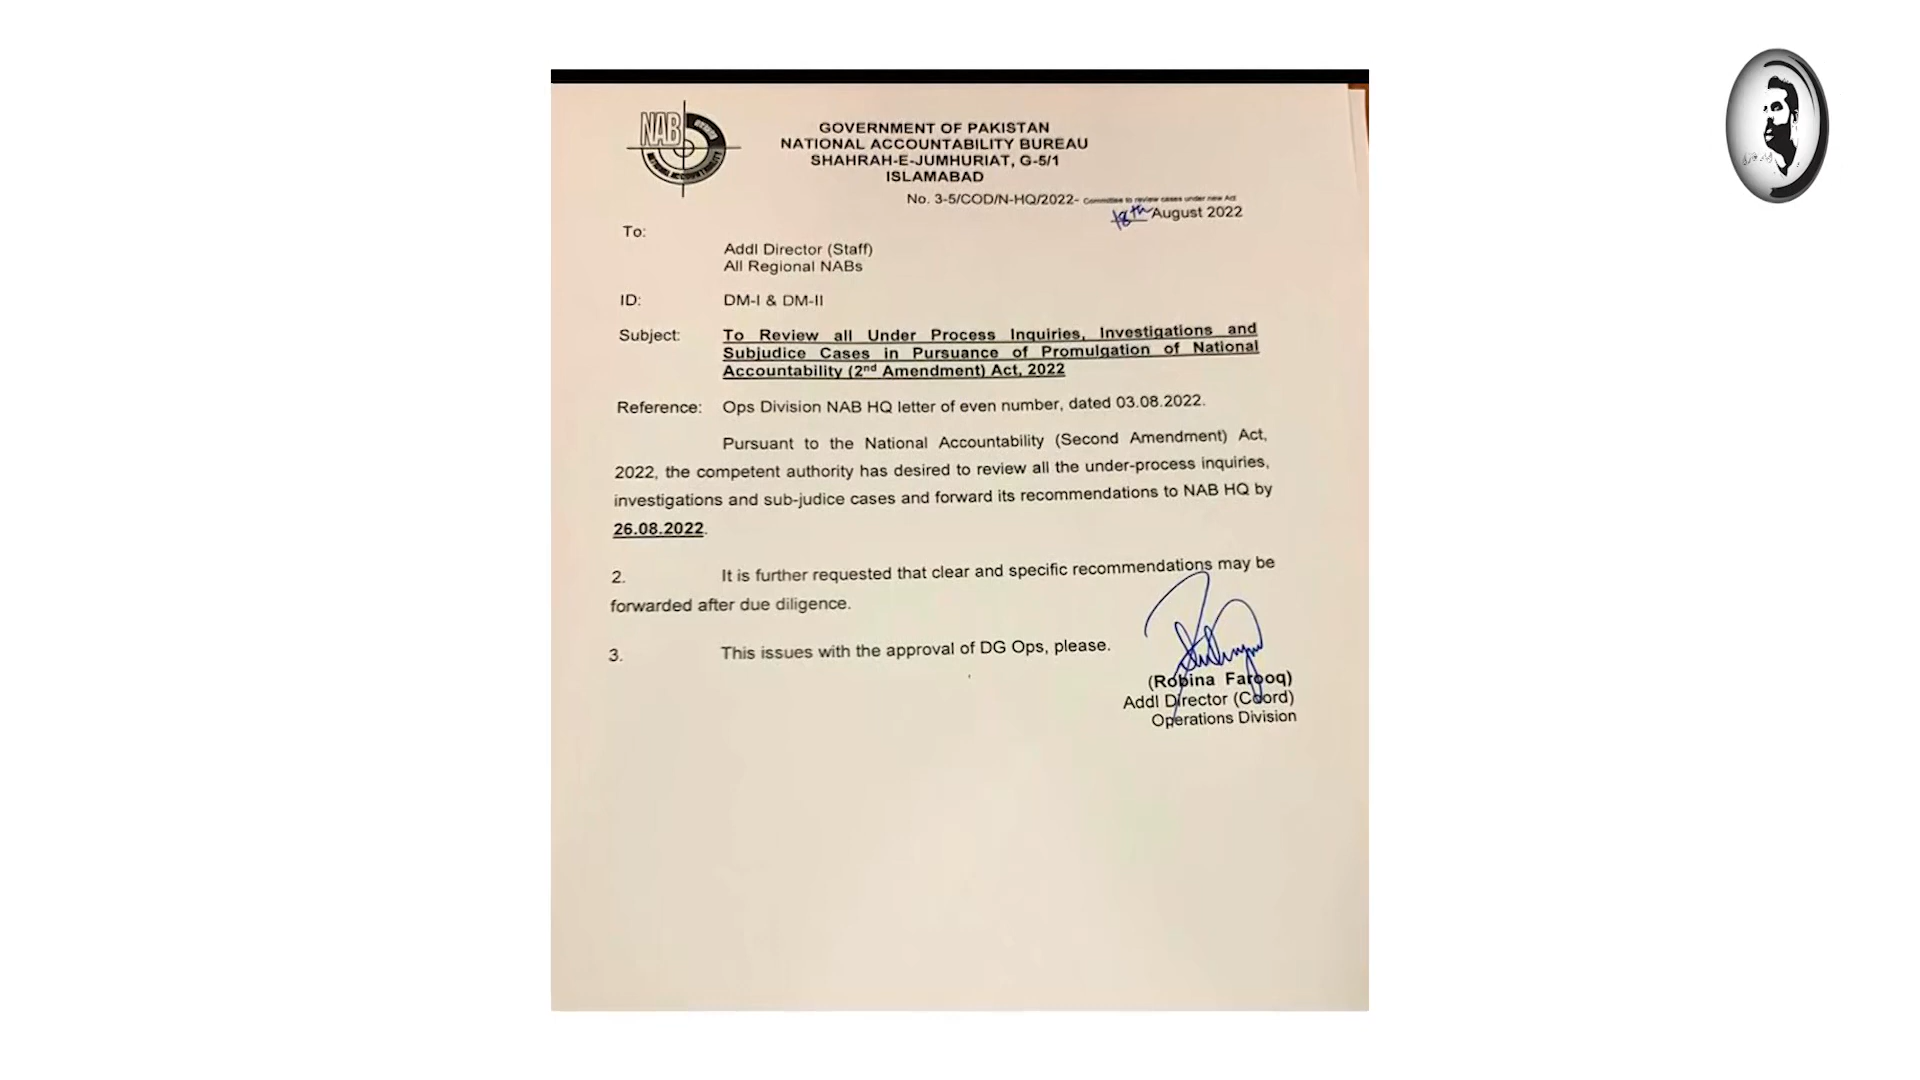 NAB
NATIONAL ACCOUNTABILITY
GOVERNMENT OF PAKISTAN
NATIONAL ACCOUNTABILITY BUREAU
SHAHRAH-E-JUMHURIAT, G-5/1
ISLAMABAD
No. 3-5/COD/N-HQ/2022- Committee to review cases under new Act
18th August 2022
To:
Addl Director (Staff)
All Regional NABs
ID: DM-I & DM-II
Subject: To Review all Under Process Inquiries, Investigations and
Subjudice Cases in Pursuance of Promulgation of National
Accountability (2nd Amendment) Act, 2022
Reference: Ops Division NAB HQ letter of even number, dated 03.08.2022.
Pursuant to the National Accountability (Second Amendment) Act,
2022, the competent authority has desired to review all the under-process inquiries,
investigations and sub-judice cases and forward its recommendations to NAB HQ by
26.08.2022.
2. It is further requested that clear and specific recommendations may be
forwarded after due diligence.
3. This issues with the approval of DG Ops, please.
(Robina Farooq)
Addl Director (Coord)
Operations Division